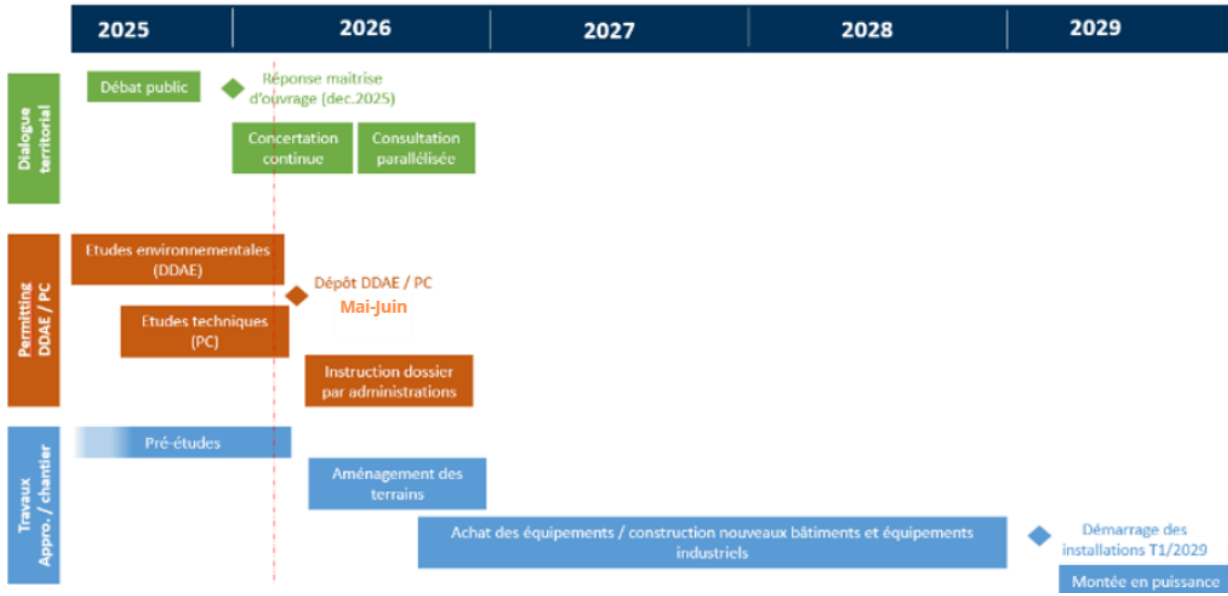 2025
2026
2027
2028
2029
Dialogue
territorial
Débat public
Réponse maitrise
d'ouvrage (dec.2025)
Concertation
continue
Consultation
parallélisée
Permitting
DDAE / PC
Etudes environnementales
(DDAE)
Dépôt DDAE / PC
Mai-Juin
Etudes techniques
(PC)
Instruction dossier
par administrations
Travaux
Appro. / chantier
Pré-études
Aménagement des
terrains
Achat des équipements / construction nouveaux bâtiments et équipements
industriels
Démarrage des
installations T1/2029
Montée en puissance